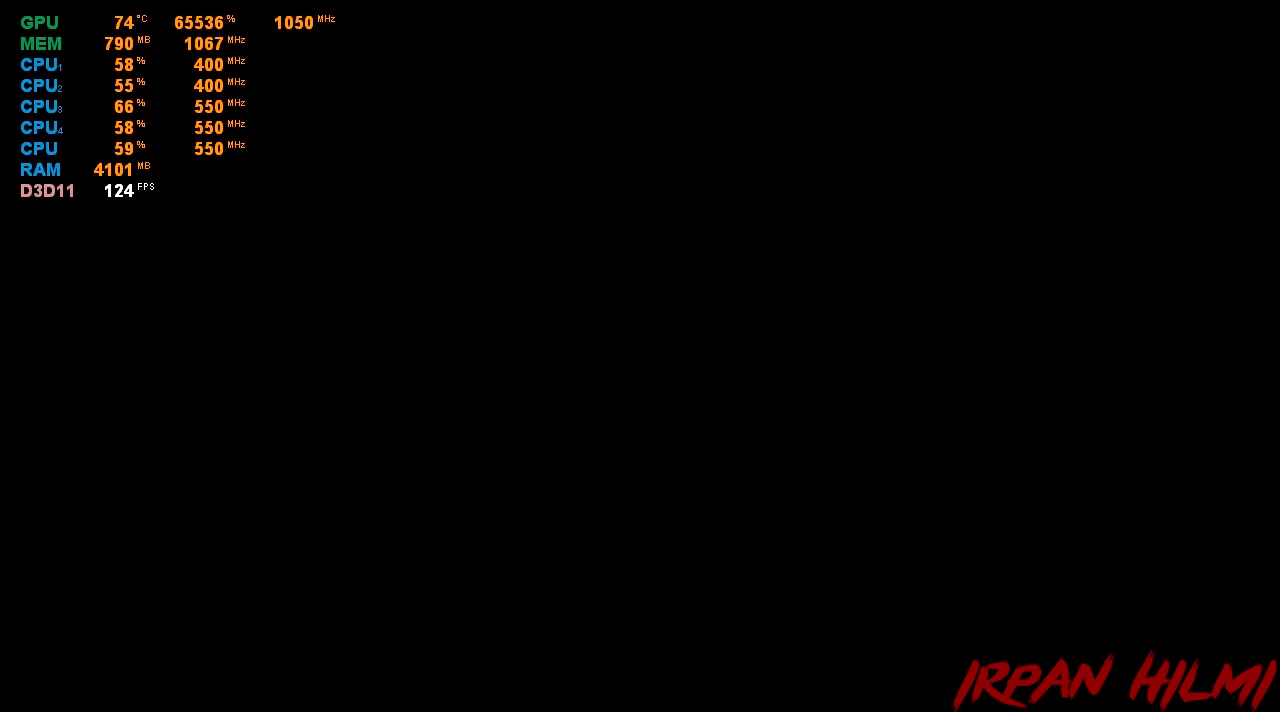 GPU 74 °C 65536 % 1050 MHz
MEM 790 MB 1067 MHz
CPU1 58 % 400 MHz
CPU2 55 % 400 MHz
CPU3 66 % 550 MHz
CPU4 58 % 550 MHz
CPU 59 % 550 MHz
RAM 4101 MB
D3D11 124 FPS
IRPAN HILMI